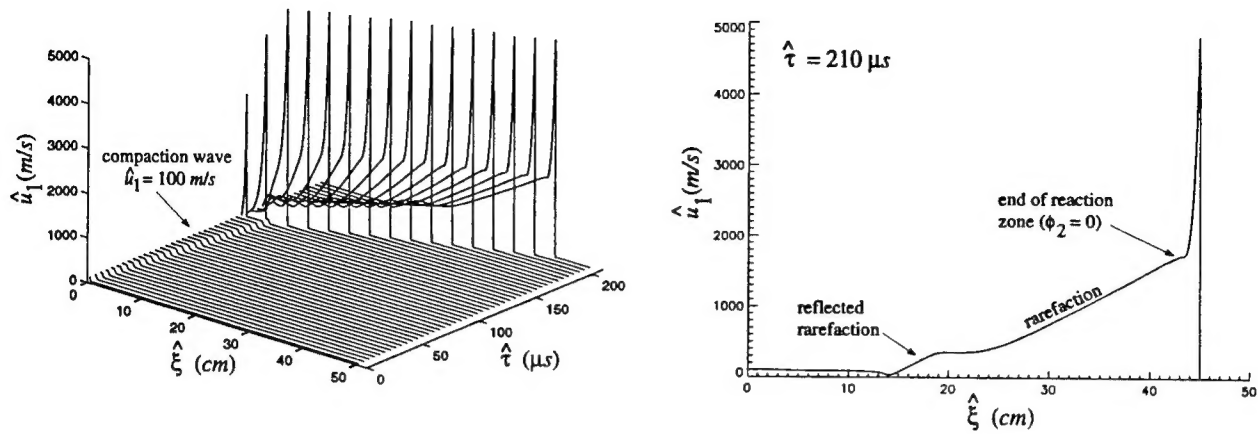 5000
4000
3000
2000
1000
0
û₁(m/s)
compaction wave
û₁ = 100 m/s
0
10
20
30
40
50
ξ̂ (cm)
0
50
100
150
200
τ̂ (μs)
5000
4000
3000
2000
1000
0
û₁(m/s)
τ̂ = 210 μs
end of reaction
zone (ϕ₂ = 0)
rarefaction
reflected
rarefaction
0
10
20
30
40
50
ξ̂ (cm)